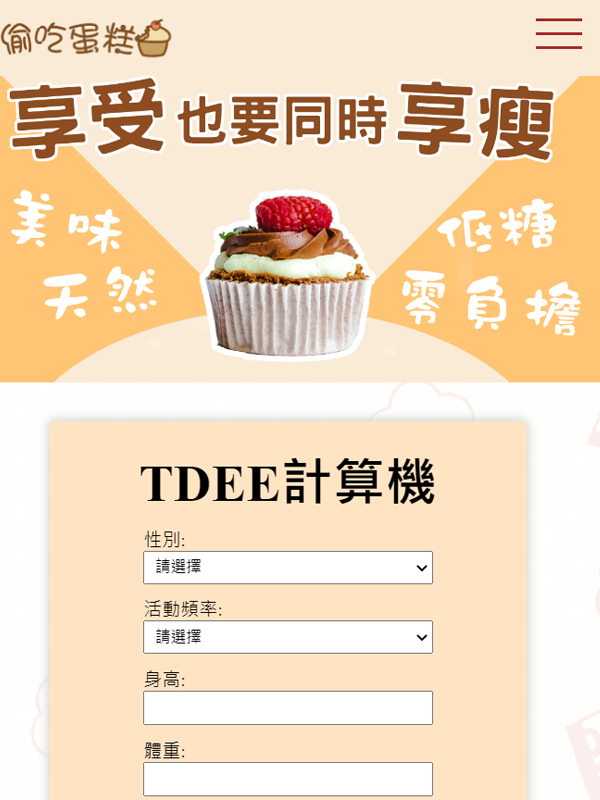 偷吃蛋糕
享受也要同時享瘦
美味
天然
低糖
零負擔
TDEE計算機
性別:
請選擇
活動頻率:
請選擇
身高:
體重: